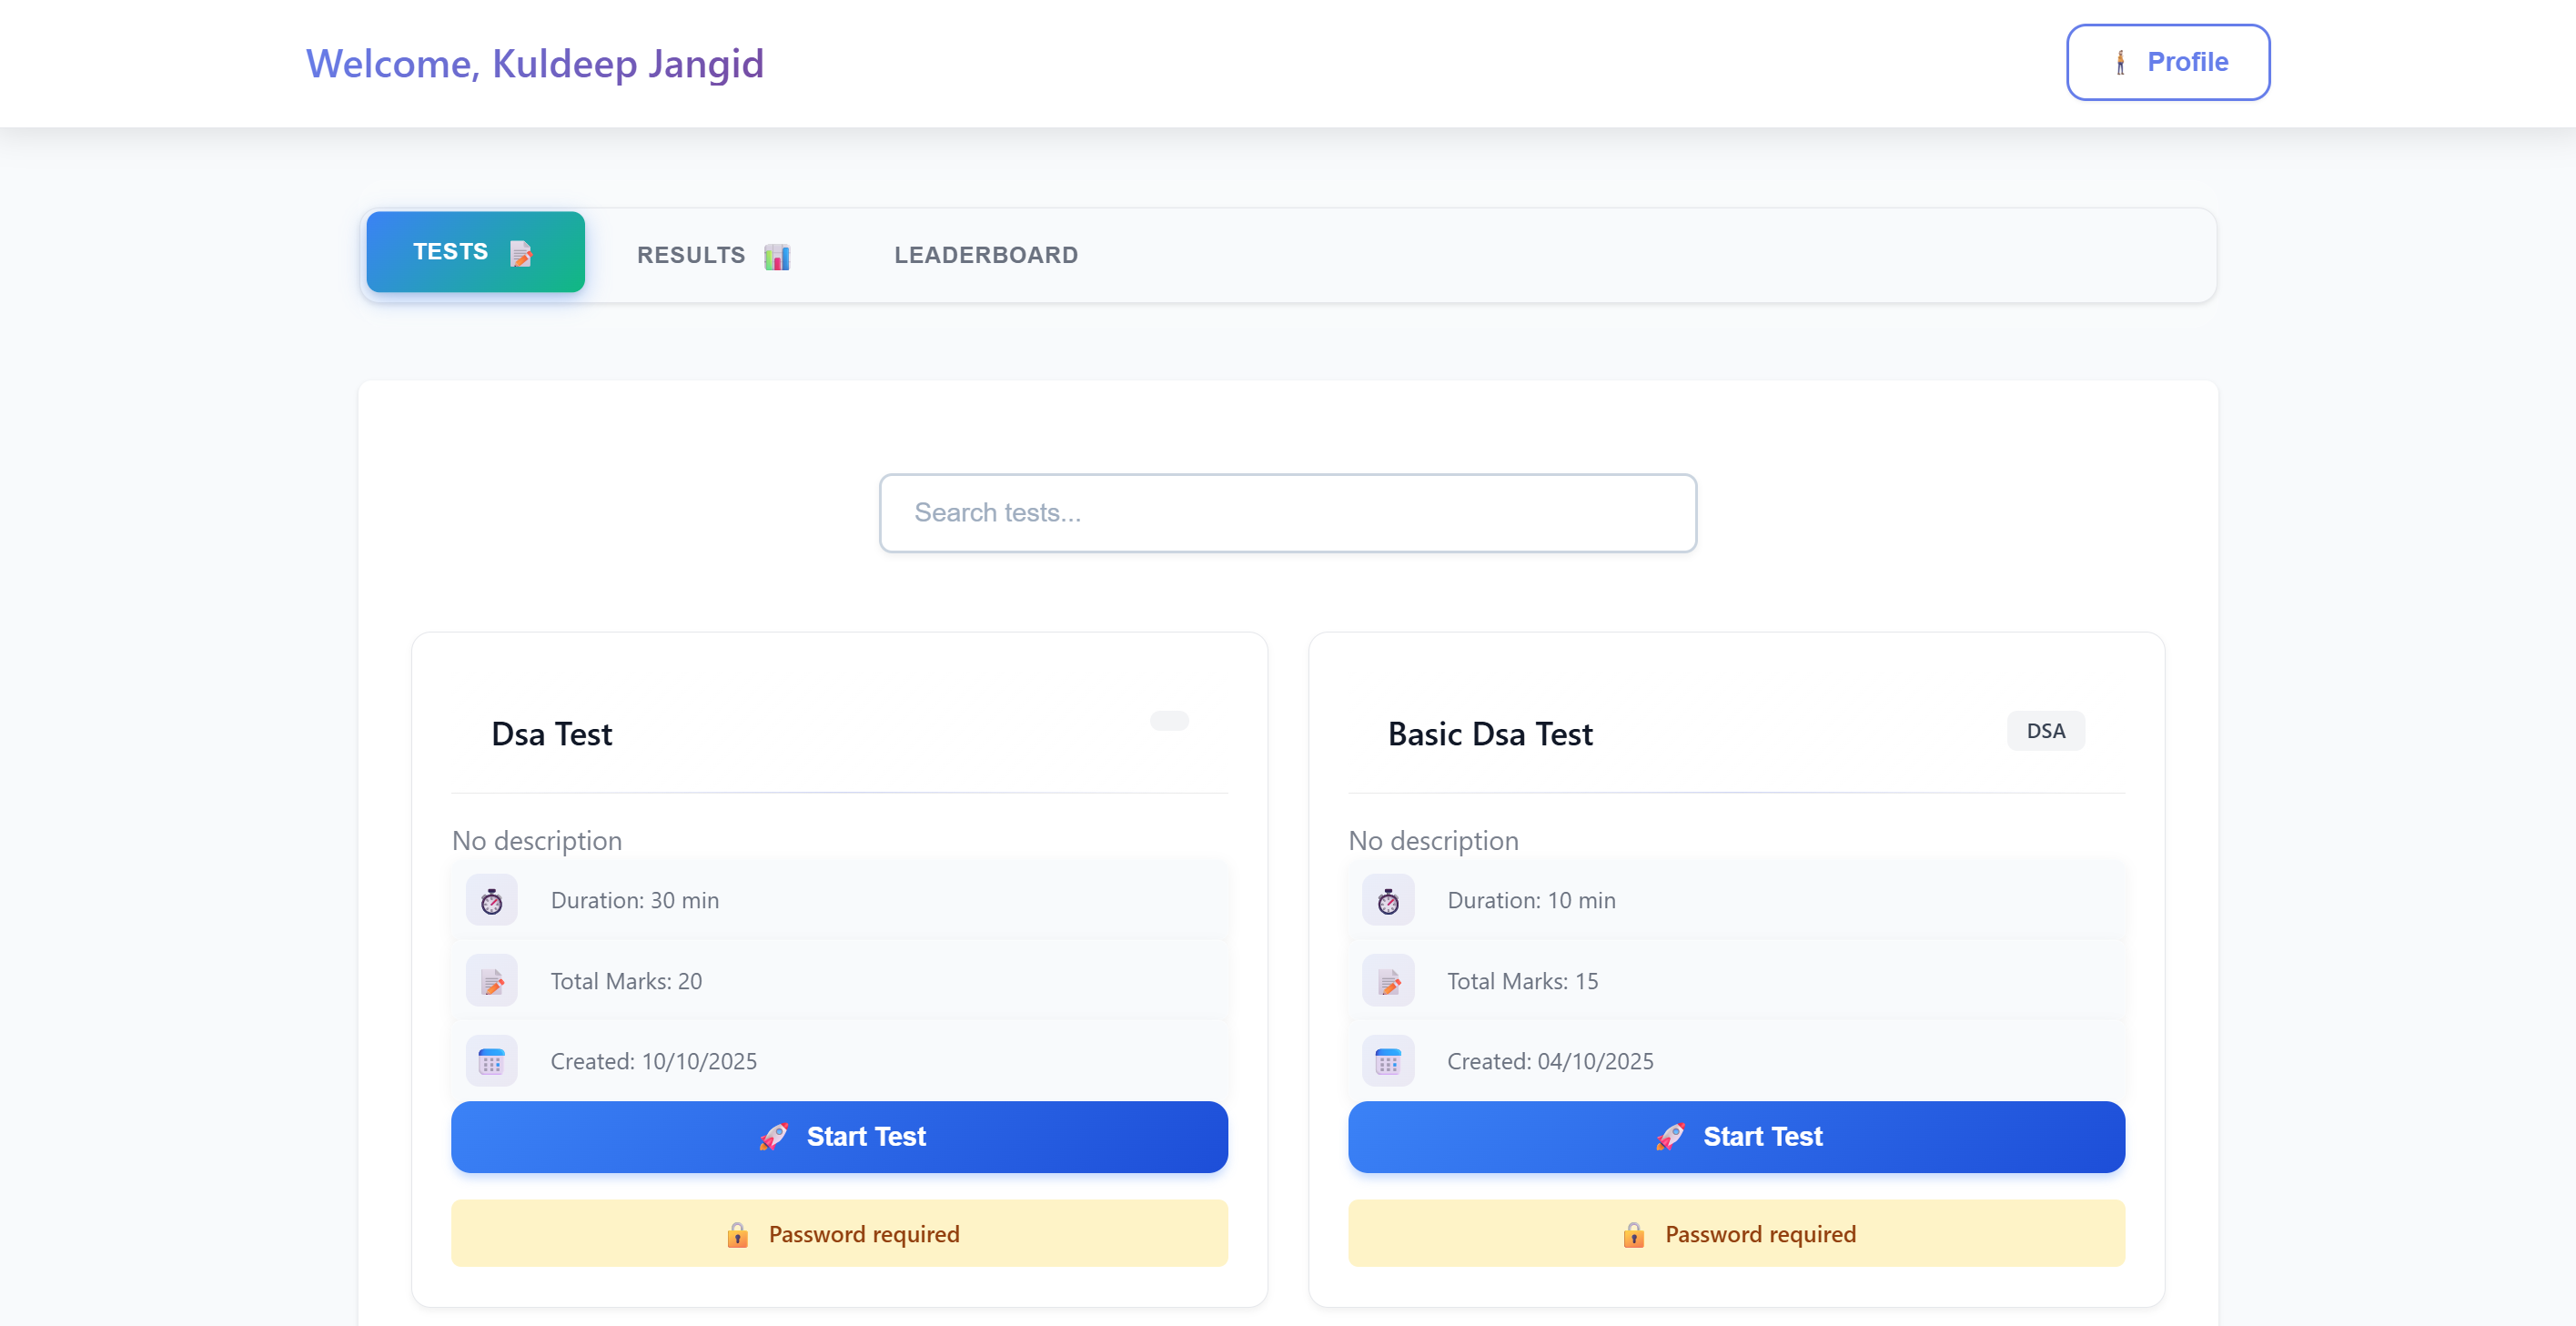 Welcome, Kuldeep Jangid
Profile
TESTS
RESULTS
LEADERBOARD
Search tests...
Dsa Test
No description
Duration: 30 min
Total Marks: 20
Created: 10/10/2025
Start Test
Password required
Basic Dsa Test
DSA
No description
Duration: 10 min
Total Marks: 15
Created: 04/10/2025
Start Test
Password required